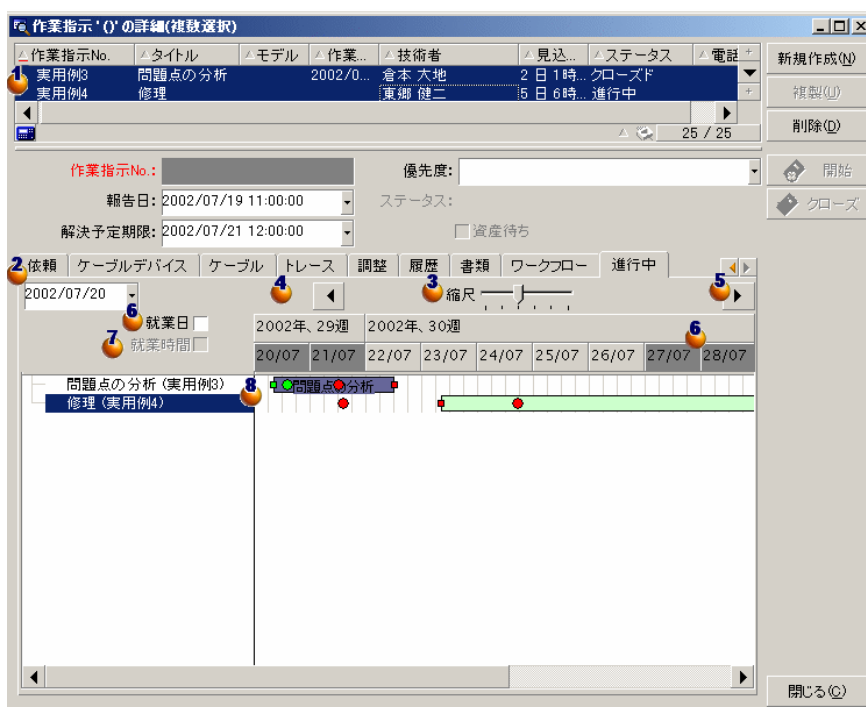 作業指示 '()' の詳細(複数選択)
作業指示No. タイトル モデル 作業... 技術者 見込... ステータス 電話
1 実用例3 問題点の分析 2002/0... 倉本 大地 2 日 1時... クローズド
実用例4 修理 東郷 健二 5 日 6時... 進行中
25 / 25
新規作成(N)
複製(U)
削除(D)
開始
クローズ
作業指示No.: 優先度:
報告日: 2002/07/19 11:00:00 ステータス:
解決予定期限: 2002/07/21 12:00:00 資産待ち
2 依頼 ケーブルデバイス ケーブル トレース 調整 履歴 書類 ワークフロー 進行中
2002/07/20 4 3 縮尺 5
6 就業日 2002年、29週 2002年、30週 6
7 就業時間 20/07 21/07 22/07 23/07 24/07 25/07 26/07 27/07 28/07
問題点の分析 (実用例3) 8 問題点の分析
修理 (実用例4)
閉じる(C)